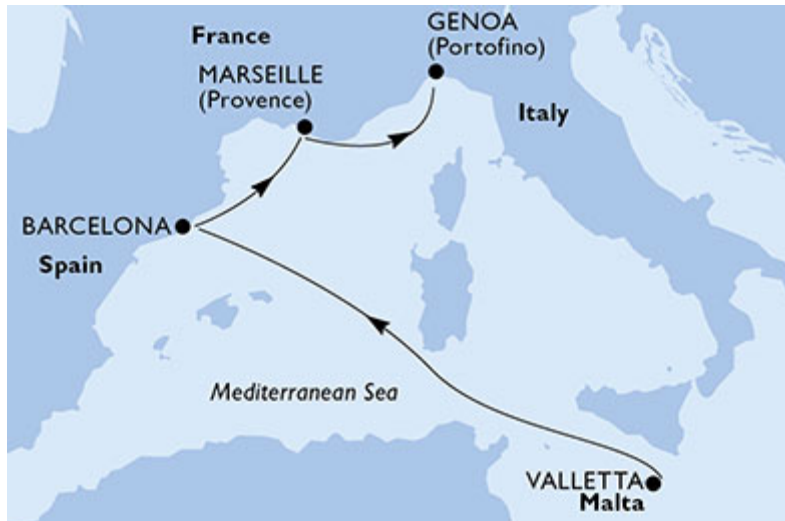 France
GENOA
(Portofino)
MARSEILLE
(Provence)
Italy
BARCELONA
Spain
Mediterranean Sea
VALLETTA
Malta